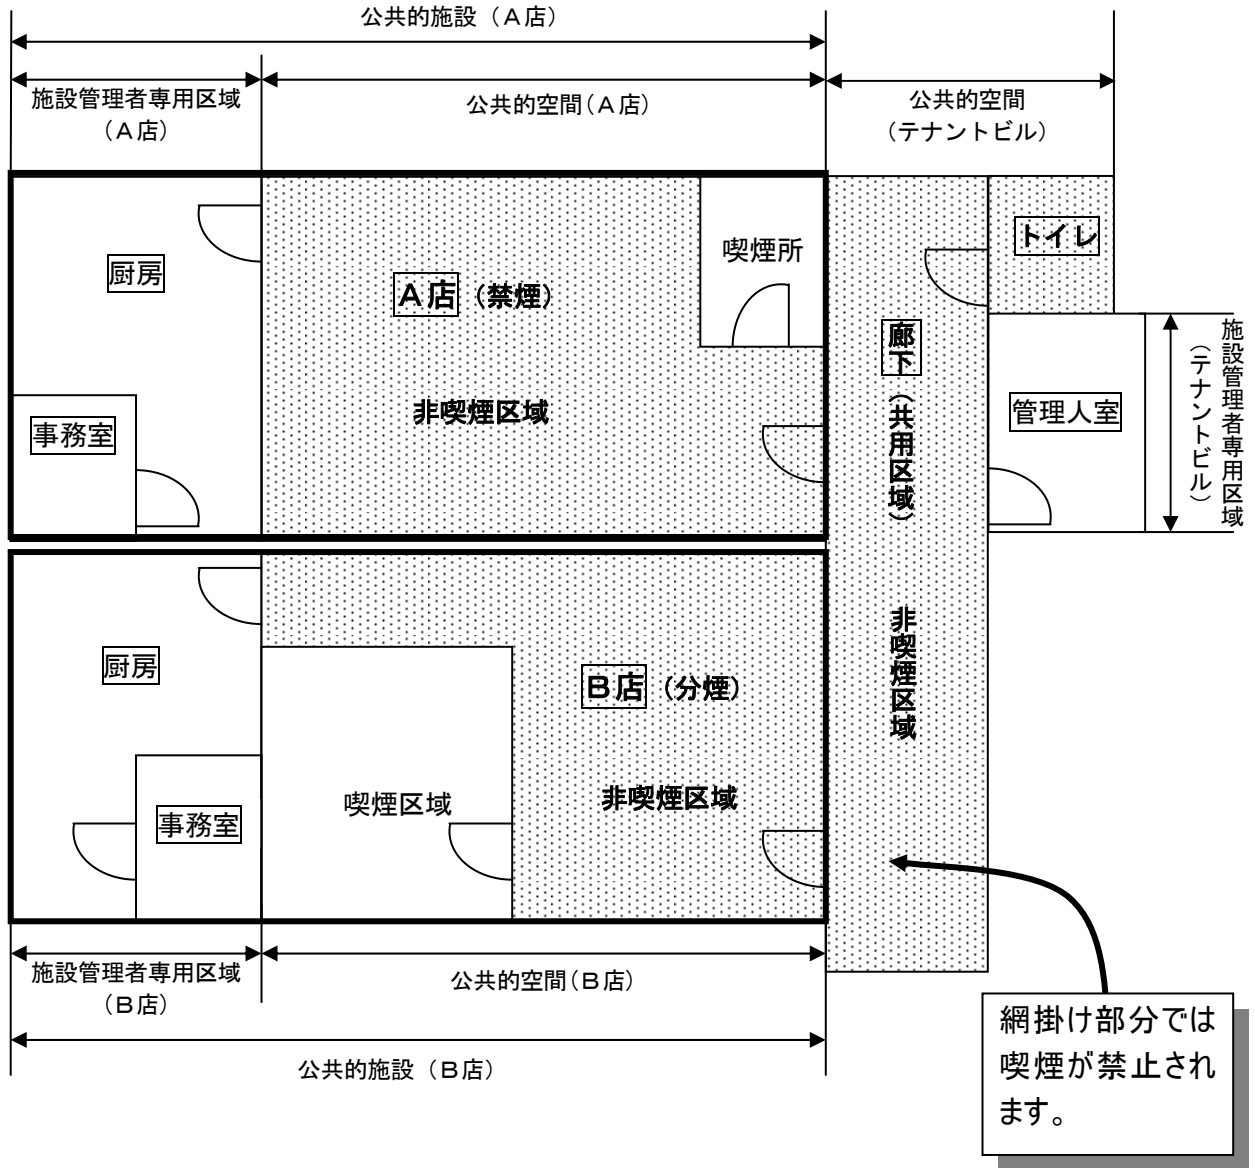 公共的施設（Ａ店）
施設管理者専用区域
（Ａ店）
公共的空間（Ａ店）
公共的空間
（テナントビル）
厨房
Ａ店（禁煙）
喫煙所
トイレ
非喫煙区域
事務室
廊下（共用区域）
管理人室
施設管理者専用区域
（テナントビル）
厨房
Ｂ店（分煙）
非喫煙区域
喫煙区域
非喫煙区域
事務室
施設管理者専用区域
（Ｂ店）
公共的空間（Ｂ店）
公共的施設（Ｂ店）
網掛け部分では
喫煙が禁止され
ます。